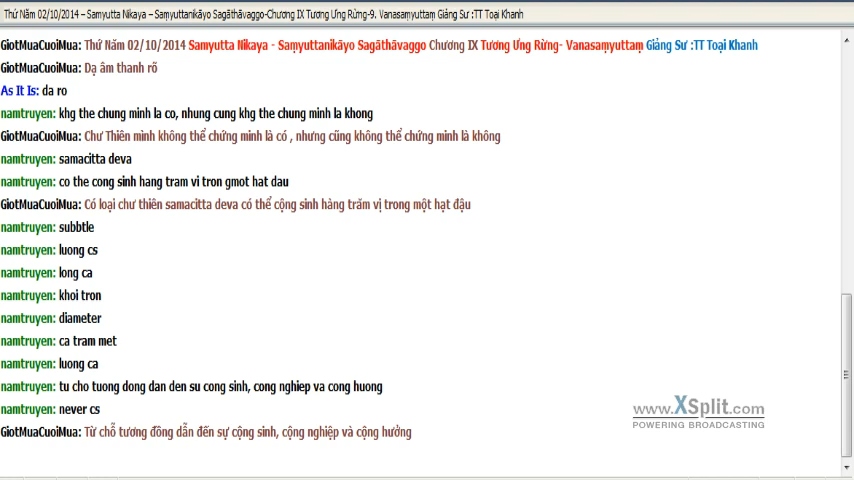 Thứ Năm 02/10/2014 – Samyutta Nikaya – Saṃyuttanikāyo Sagāthāvaggo-Chương IX Tương Ưng Rừng-9. Vanasaṃyuttaṃ Giảng Sư :TT Toại Khanh
GiotMuaCuoiMua: Thứ Năm 02/10/2014 Samyutta Nikaya - Saṃyuttanikāyo Sagāthāvaggo Chương IX Tương Ưng Rừng- Vanasaṃyuttaṃ Giảng Sư :TT Toại Khanh
GiotMuaCuoiMua: Dạ âm thanh rõ
As It Is: da ro
namtruyen: khg the chung minh la co, nhung cung khg the chung minh la khong
GiotMuaCuoiMua: Chư Thiên mình không thể chứng minh là có , nhưng cũng không thể chứng minh là không
namtruyen: samacitta deva
namtruyen: co the cong sinh hang tram vi tron gmot hat dau
GiotMuaCuoiMua: Có loại chư thiên samacitta deva có thể cộng sinh hàng trăm vị trong một hạt đậu
namtruyen: subbtle
namtruyen: luong cs
namtruyen: long ca
namtruyen: khoi tron
namtruyen: diameter
namtruyen: ca tram met
namtruyen: luong ca
namtruyen: tu cho tuong dong dan den su cong sinh, cong nghiep va cong huong
namtruyen: never cs
GiotMuaCuoiMua: Từ chỗ tương đồng dẫn đến sự cộng sinh, cộng nghiệp và cộng hưởng
www.XSplit.com
POWERING BROADCASTING